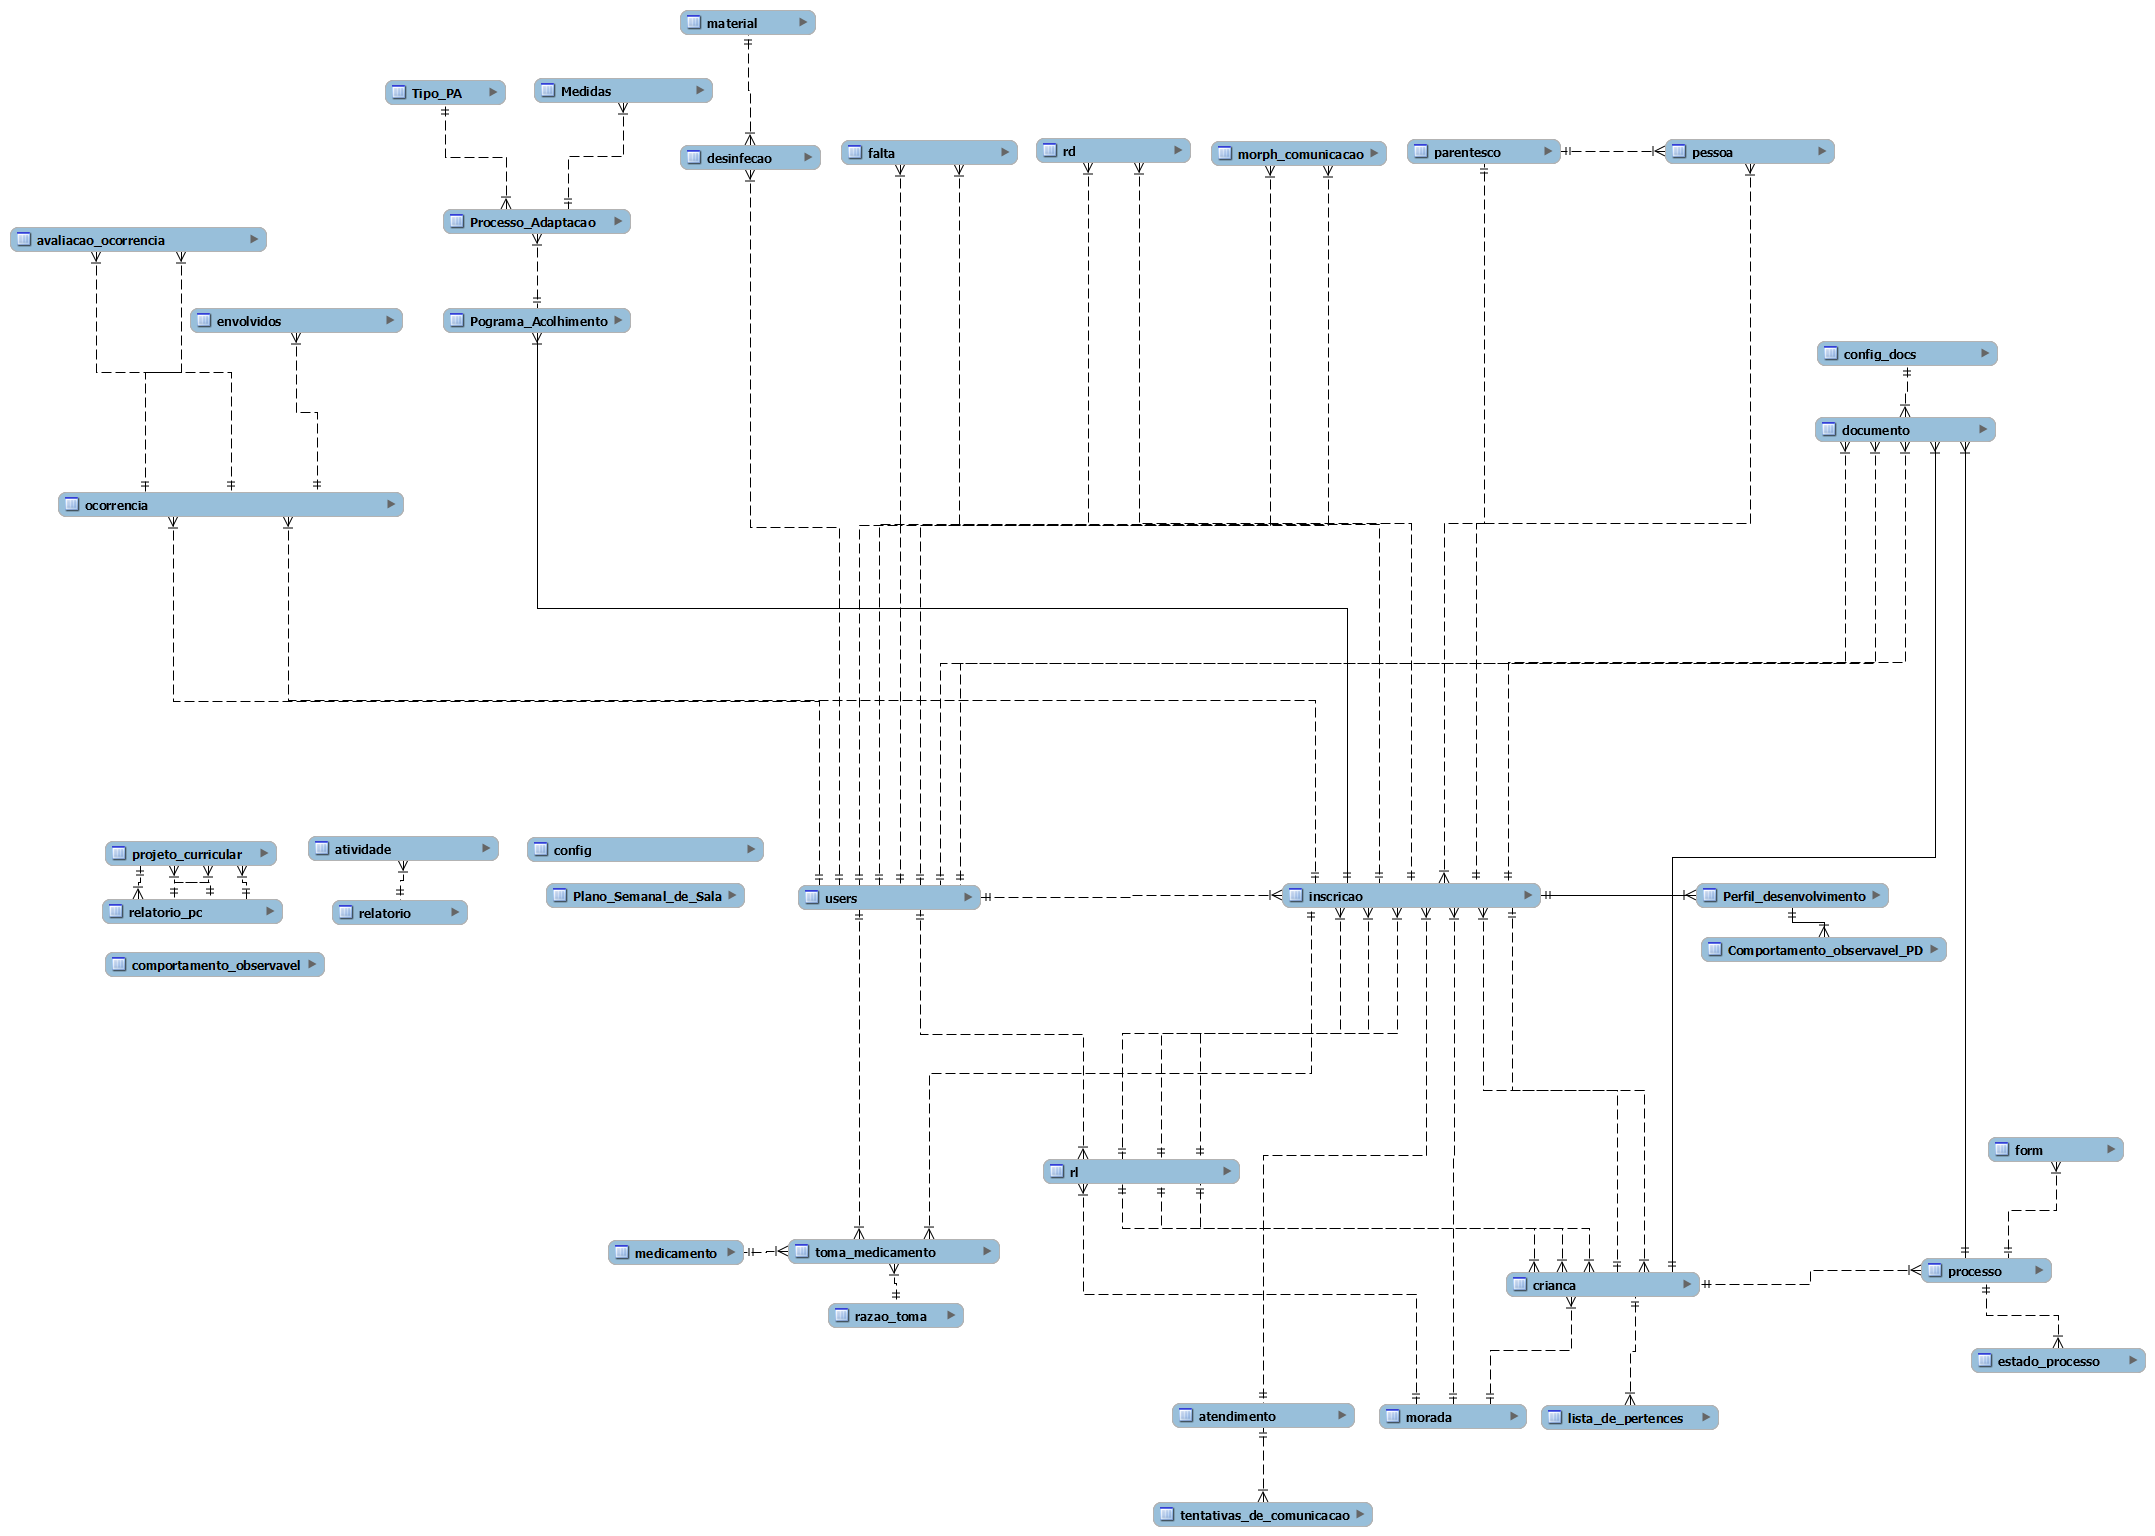 material
Tipo_PA
Medidas
desinfecao
falta
rd
morph_comunicacao
parentesco
pessoa
Processo_Adaptacao
avaliacao_ocorrencia
envolvidos
Pograma_Acolhimento
config_docs
documento
ocorrencia
projeto_curricular
atividade
config
Plano_Semanal_de_Sala
users
inscricao
Perfil_desenvolvimento
relatorio_pc
relatorio
Comportamento_observavel_PD
comportamento_observavel
form
rl
medicamento
toma_medicamento
crianca
processo
razao_toma
estado_processo
atendimento
morada
lista_de_pertences
tentativas_de_comunicacao